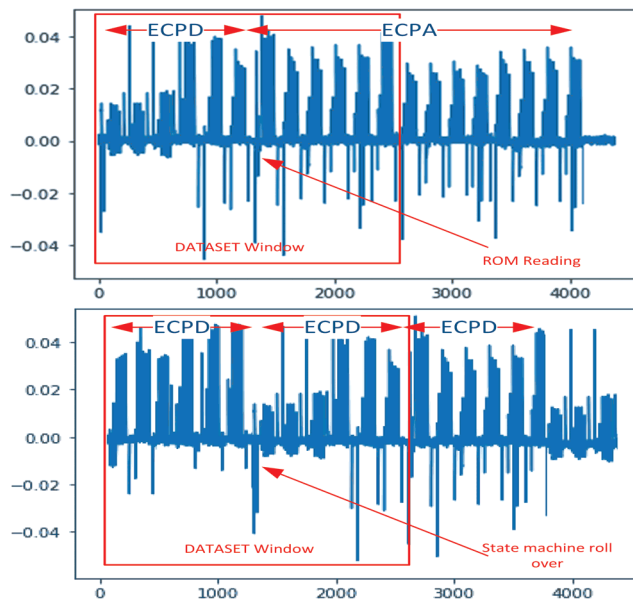 ECPD ECPA
0.04
0.02
0.00
−0.02
−0.04
DATASET Window
ROM Reading
0 1000 2000 3000 4000
ECPD ECPD ECPD
0.04
0.02
0.00
−0.02
−0.04
DATASET Window
State machine roll
over
0 1000 2000 3000 4000